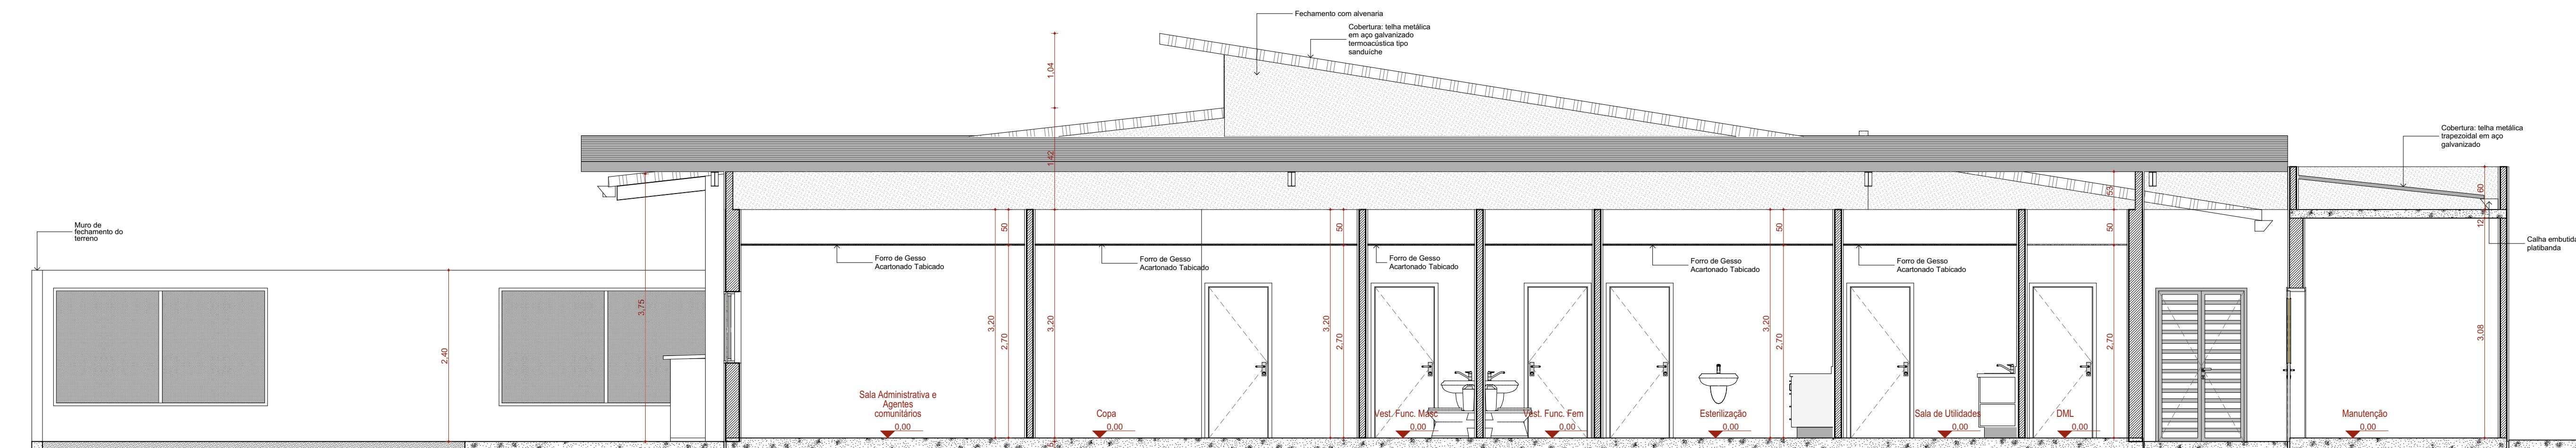 Fechamento com alvenaria
Cobertura: telha metálica
em aço galvanizado
termoacústica tipo
sanduíche
1,04
1,42
Cobertura: telha metálica
trapezoidal em aço
galvanizado
53
60
12
Calha embutida
platibanda
Muro de
fechamento do
terreno
50
50
50
50
Forro de Gesso
Acartonado Tabicado
Forro de Gesso
Acartonado Tabicado
Forro de Gesso
Acartonado Tabicado
Forro de Gesso
Acartonado Tabicado
Forro de Gesso
Acartonado Tabicado
2,40
3,75
3,20
2,70
3,20
3,20
2,70
3,20
2,70
2,70
3,08
Sala Administrativa e
Agentes
comunitários
0,00
Copa
0,00
Vest. Func. Masc
0,00
Vest. Func. Fem
0,00
Esterilização
0,00
Sala de Utilidades
0,00
DML
0,00
Manutenção
0,00